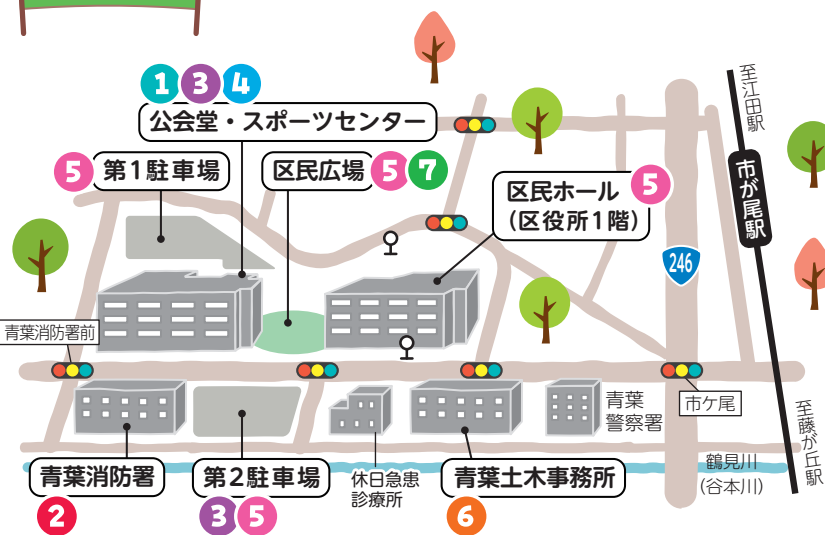 1 3 4
公会堂・スポーツセンター
5 第1駐車場
区民広場 5 7
区民ホール 5
(区役所1階)
至江田駅
市が尾駅
246
青葉消防署前
市ケ尾
青葉
警察署
至藤が丘駅
鶴見川
(谷本川)
青葉消防署
2
第2駐車場
3 5
休日急患
診療所
青葉土木事務所
6